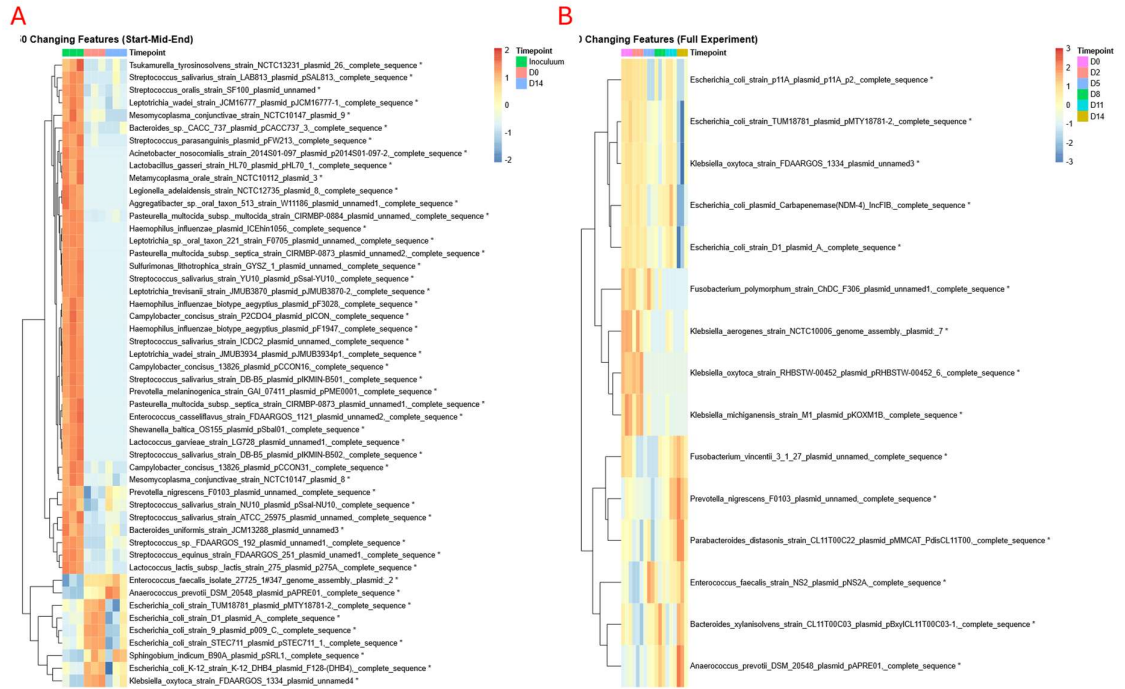 A
0 Changing Features (Start-Mid-End)
Timepoint
Tsukamurella_tyrosinosolvens_strain_NCTC13231_plasmid_26,_complete_sequence *
Streptococcus_salivarius_strain_LAB813_plasmid_pSAL813,_complete_sequence *
Streptococcus_oralis_strain_SF100_plasmid_unnamed *
Leptotrichia_wadei_strain_JCM16777_plasmid_pJCM16777-1,_complete_sequence *
Mesomycoplasma_conjunctivae_strain_NCTC10147_plasmid_9 *
Bacteroides_sp._CACC_737_plasmid_pCACC737_3,_complete_sequence *
Streptococcus_parasanguinis_plasmid_pFW213,_complete_sequence *
Acinetobacter_nosocomialis_strain_2014S01-097_plasmid_p2014S01-097-2,_complete_sequence *
Lactobacillus_gasseri_strain_HL70_plasmid_pHL70_1,_complete_sequence *
Metamycoplasma_orale_strain_NCTC10112_plasmid_3 *
Legionella_adelaidensis_strain_NCTC12735_plasmid_8,_complete_sequence *
Aggregatibacter_sp._oral_taxon_513_strain_W11186_plasmid_unnamed1,_complete_sequence *
Pasteurella_multocida_subsp._multocida_strain_CIRMBP-0884_plasmid_unnamed,_complete_sequence *
Haemophilus_influenzae_plasmid_ICEhin1056,_complete_sequence *
Leptotrichia_sp._oral_taxon_221_strain_F0705_plasmid_unnamed,_complete_sequence *
Pasteurella_multocida_subsp._septica_strain_CIRMBP-0873_plasmid_unnamed2,_complete_sequence *
Sulfurimonas_lithotrophica_strain_GYSZ_1_plasmid_unnamed,_complete_sequence *
Streptococcus_salivarius_strain_YU10_plasmid_pSsal-YU10,_complete_sequence *
Leptotrichia_trevisanii_strain_JMUB3870_plasmid_pJMUB3870-2,_complete_sequence *
Haemophilus_influenzae_biotype_aegyptius_plasmid_pF3028,_complete_sequence *
Campylobacter_concisus_strain_P2CDO4_plasmid_pICON,_complete_sequence *
Haemophilus_influenzae_biotype_aegyptius_plasmid_pF1947,_complete_sequence *
Streptococcus_salivarius_strain_ICDC2_plasmid_unnamed,_complete_sequence *
Leptotrichia_wadei_strain_JMUB3934_plasmid_pJMUB3934p1,_complete_sequence *
Campylobacter_concisus_13826_plasmid_pCCON16,_complete_sequence *
Streptococcus_salivarius_strain_DB-B5_plasmid_pIKMIN-B501,_complete_sequence *
Prevotella_melaninogenica_strain_GAI_07411_plasmid_pPME0001,_complete_sequence *
Pasteurella_multocida_subsp._septica_strain_CIRMBP-0873_plasmid_unnamed1,_complete_sequence *
Enterococcus_casseliflavus_strain_FDAARGOS_1121_plasmid_unnamed2,_complete_sequence *
Shewanella_baltica_OS155_plasmid_pSbal01,_complete_sequence *
Lactococcus_garvieae_strain_LG728_plasmid_unnamed1,_complete_sequence *
Streptococcus_salivarius_strain_DB-B5_plasmid_pIKMIN-B502,_complete_sequence *
Campylobacter_concisus_13826_plasmid_pCCON31,_complete_sequence *
Mesomycoplasma_conjunctivae_strain_NCTC10147_plasmid_8 *
Prevotella_nigrescens_F0103_plasmid_unnamed,_complete_sequence *
Streptococcus_salivarius_strain_NU10_plasmid_pSsal-NU10,_complete_sequence *
Streptococcus_salivarius_strain_ATCC_25975_plasmid_unnamed,_complete_sequence *
Bacteroides_uniformis_strain_JCM13288_plasmid_unnamed3 *
Streptococcus_sp._FDAARGOS_192_plasmid_unnamed1,_complete_sequence *
Streptococcus_equinus_strain_FDAARGOS_251_plasmid_unamed1,_complete_sequence *
Lactococcus_lactis_subsp._lactis_strain_275_plasmid_p275A,_complete_sequence *
Enterococcus_faecalis_isolate_27725_1#347_genome_assembly,_plasmid:_2 *
Anaerococcus_prevotii_DSM_20548_plasmid_pAPRE01,_complete_sequence *
Escherichia_coli_strain_TUM18781_plasmid_pMTY18781-2,_complete_sequence *
Escherichia_coli_strain_D1_plasmid_A,_complete_sequence *
Escherichia_coli_strain_9_plasmid_p009_C,_complete_sequence *
Escherichia_coli_strain_STEC711_plasmid_pSTEC711_1,_complete_sequence *
Sphingobium_indicum_B90A_plasmid_pSRL1,_complete_sequence *
Escherichia_coli_K-12_strain_K-12_DHB4_plasmid_F128-(DHB4),_complete_sequence *
Klebsiella_oxytoca_strain_FDAARGOS_1334_plasmid_unnamed4 *
2
1
0
-1
-2
Timepoint
Inoculuum
D0
D14
B
) Changing Features (Full Experiment)
Timepoint
Escherichia_coli_strain_p11A_plasmid_p11A_p2,_complete_sequence *
Escherichia_coli_strain_TUM18781_plasmid_pMTY18781-2,_complete_sequence *
Klebsiella_oxytoca_strain_FDAARGOS_1334_plasmid_unnamed3 *
Escherichia_coli_plasmid_Carbapenemase(NDM-4)_IncFIB,_complete_sequence *
Escherichia_coli_strain_D1_plasmid_A,_complete_sequence *
Fusobacterium_polymorphum_strain_ChDC_F306_plasmid_unnamed1,_complete_sequence *
Klebsiella_aerogenes_strain_NCTC10006_genome_assembly,_plasmid:_7 *
Klebsiella_oxytoca_strain_RHBSTW-00452_plasmid_pRHBSTW-00452_6,_complete_sequence *
Klebsiella_michiganensis_strain_M1_plasmid_pKOXM1B,_complete_sequence *
Fusobacterium_vincentii_3_1_27_plasmid_unnamed,_complete_sequence *
Prevotella_nigrescens_F0103_plasmid_unnamed,_complete_sequence *
Parabacteroides_distasonis_strain_CL11T00C22_plasmid_pMMCAT_PdisCL11T00,_complete_sequence *
Enterococcus_faecalis_strain_NS2_plasmid_pNS2A,_complete_sequence *
Bacteroides_xylanisolvens_strain_CL11T00C03_plasmid_pBxylCL11T00C03-1,_complete_sequence *
Anaerococcus_prevotii_DSM_20548_plasmid_pAPRE01,_complete_sequence *
3
2
1
0
-1
-2
-3
Timepoint
D0
D2
D5
D8
D11
D14